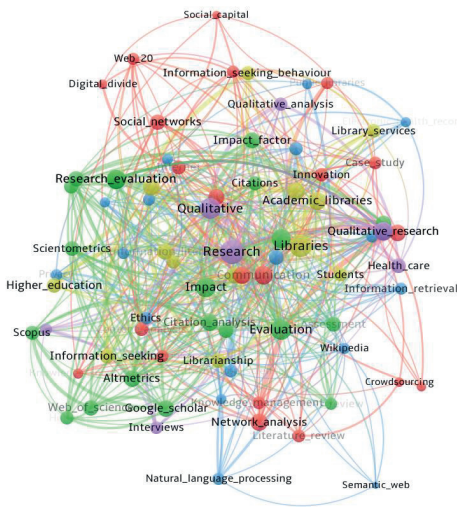 Social_capital
Web_20
Information_seeking_behaviour
Digital_divide
Qualitative_analysis
Social_networks
Library_services
Impact_factor
Case_study
Research_evaluation
Citations
Innovation
Academic_libraries
Qualitative
Qualitative_research
Scientometrics
Research
Libraries
Health_care
Communication
Students
Higher_education
Impact
Information_retrieval
Ethics
Scopus
Citation_analysis
Evaluation
Wikipedia
Information_seeking
Librarianship
Altmetrics
Crowdsourcing
Web_of_science
Google_scholar
Knowledge_management
Interviews
Network_analysis
Literature_review
Natural_language_processing
Semantic_web